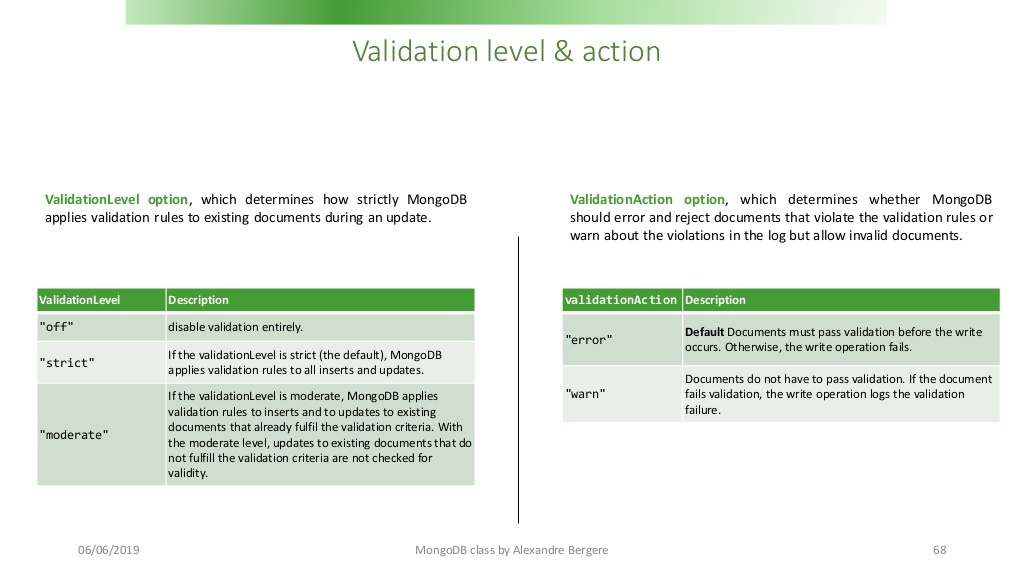 Validation level & action
ValidationLevel option, which determines how strictly MongoDB
applies validation rules to existing documents during an update.
ValidationLevel Description
"off" disable validation entirely.
"strict" If the validationLevel is strict (the default), MongoDB
applies validation rules to all inserts and updates.
"moderate" If the validationLevel is moderate, MongoDB applies
validation rules to inserts and to updates to existing
documents that already fulfil the validation criteria. With
the moderate level, updates to existing documents that do
not fulfill the validation criteria are not checked for
validity.
ValidationAction option, which determines whether MongoDB
should error and reject documents that violate the validation rules or
warn about the violations in the log but allow invalid documents.
validationAction Description
"error" Default Documents must pass validation before the write
occurs. Otherwise, the write operation fails.
"warn" Documents do not have to pass validation. If the document
fails validation, the write operation logs the validation
failure.
06/06/2019 MongoDB class by Alexandre Bergere 68